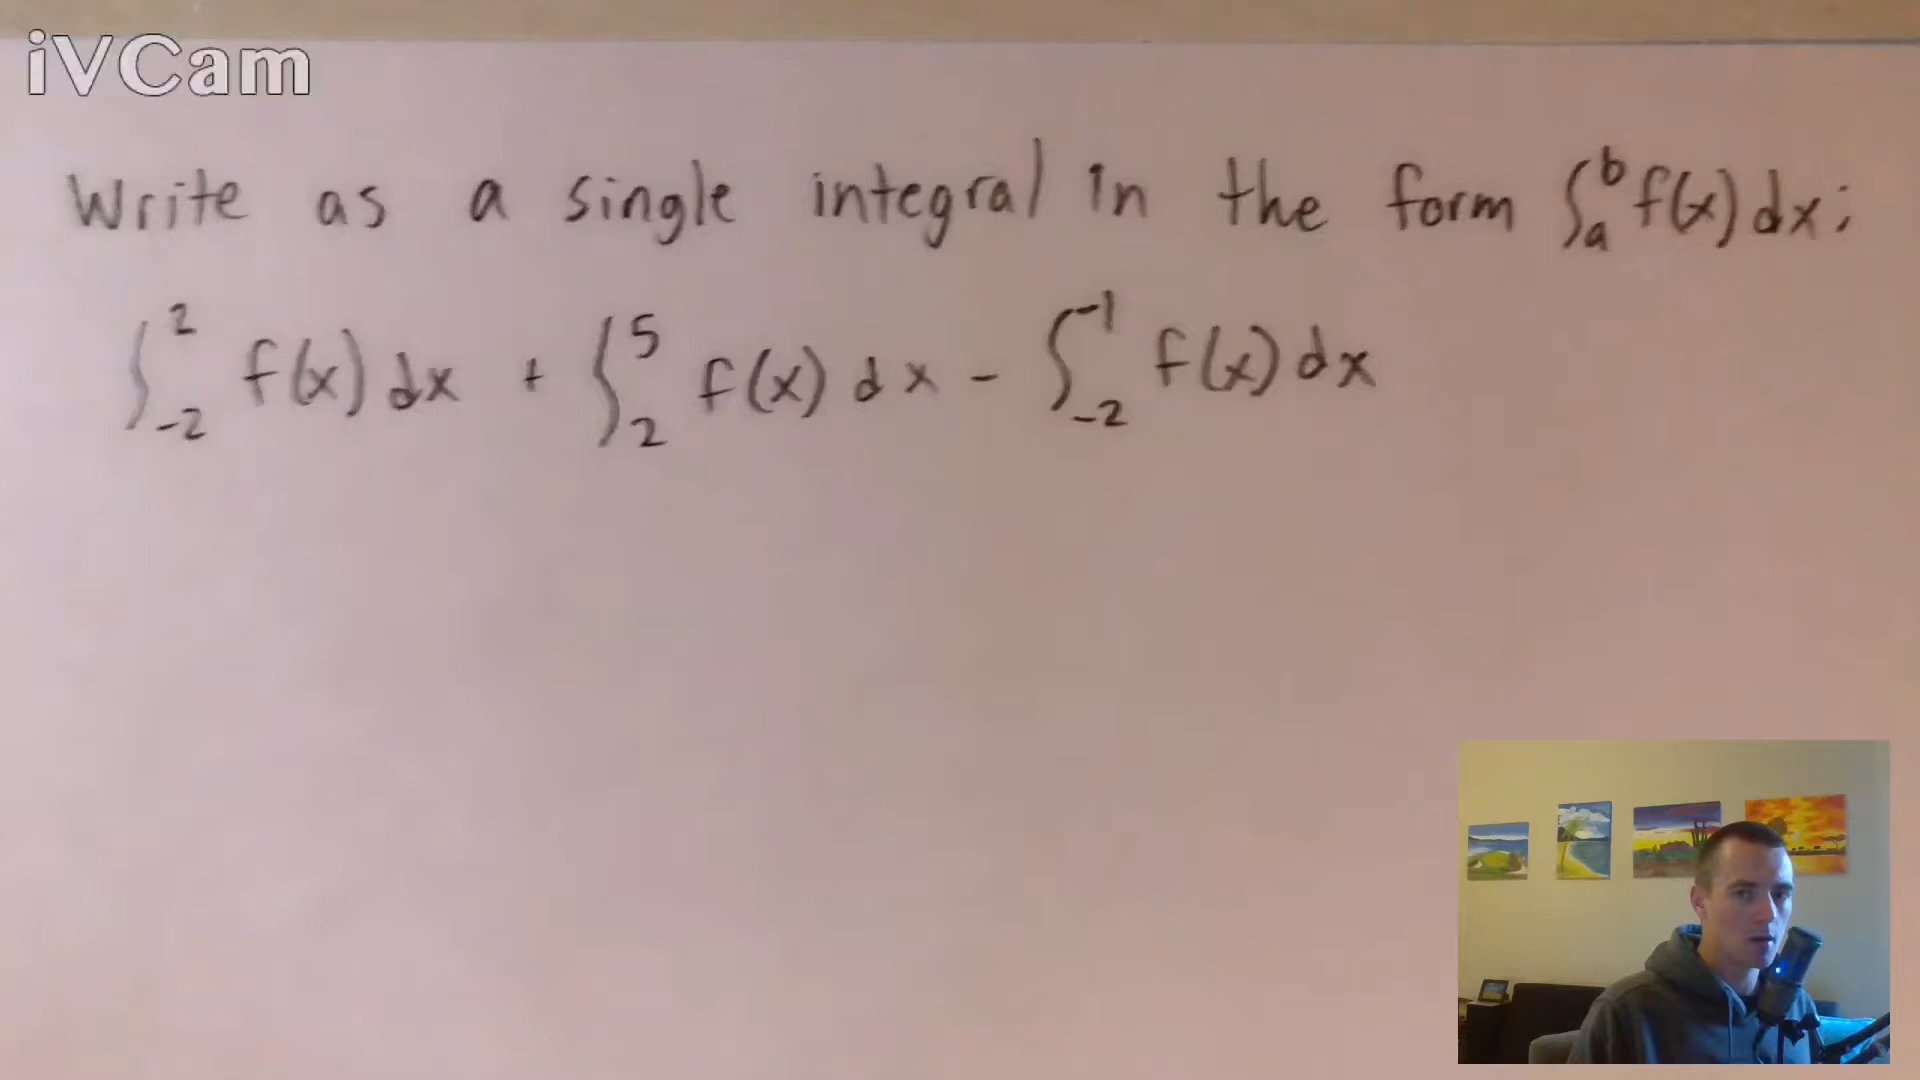 iVCam
Write as a single integral in the form ∫_a^b f(x) dx:
∫_{-2}^{2} f(x) dx + ∫_{2}^{5} f(x) dx - ∫_{-2}^{-1} f(x) dx